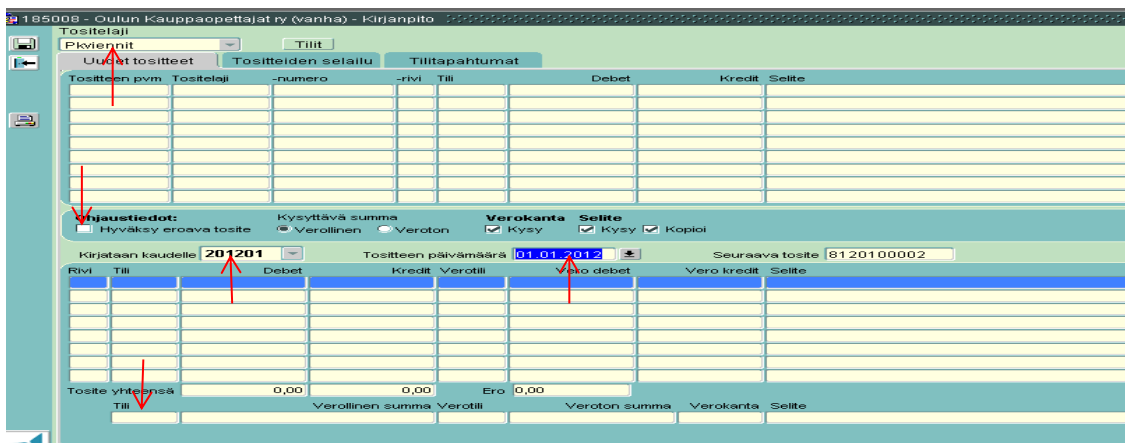 185008 - Oulun Kauppaopettajat ry (vanha) - Kirjanpito
Tositelaji
Pkviennit Tilit
Uudet tositteet Tositteiden selailu Tilitapahtumat
Tositteen pvm Tositelaji -numero -rivi Tili Debet Kredit Selite
Ohjaustiedot: Kysyttävä summa Verokanta Selite
Hyväksy eroava tosite Verollinen Veroton Kysy Kysy Kopioi
Kirjataan kaudelle 201201 Tositteen päivämäärä 01.01.2012 Seuraava tosite 8120100002
Rivi Tili Debet Kredit Verotili Vero debet Vero kredit Selite
Tosite yhteensä 0,00 0,00 Ero 0,00
Tili Verollinen summa Verotili Veroton summa Verokanta Selite